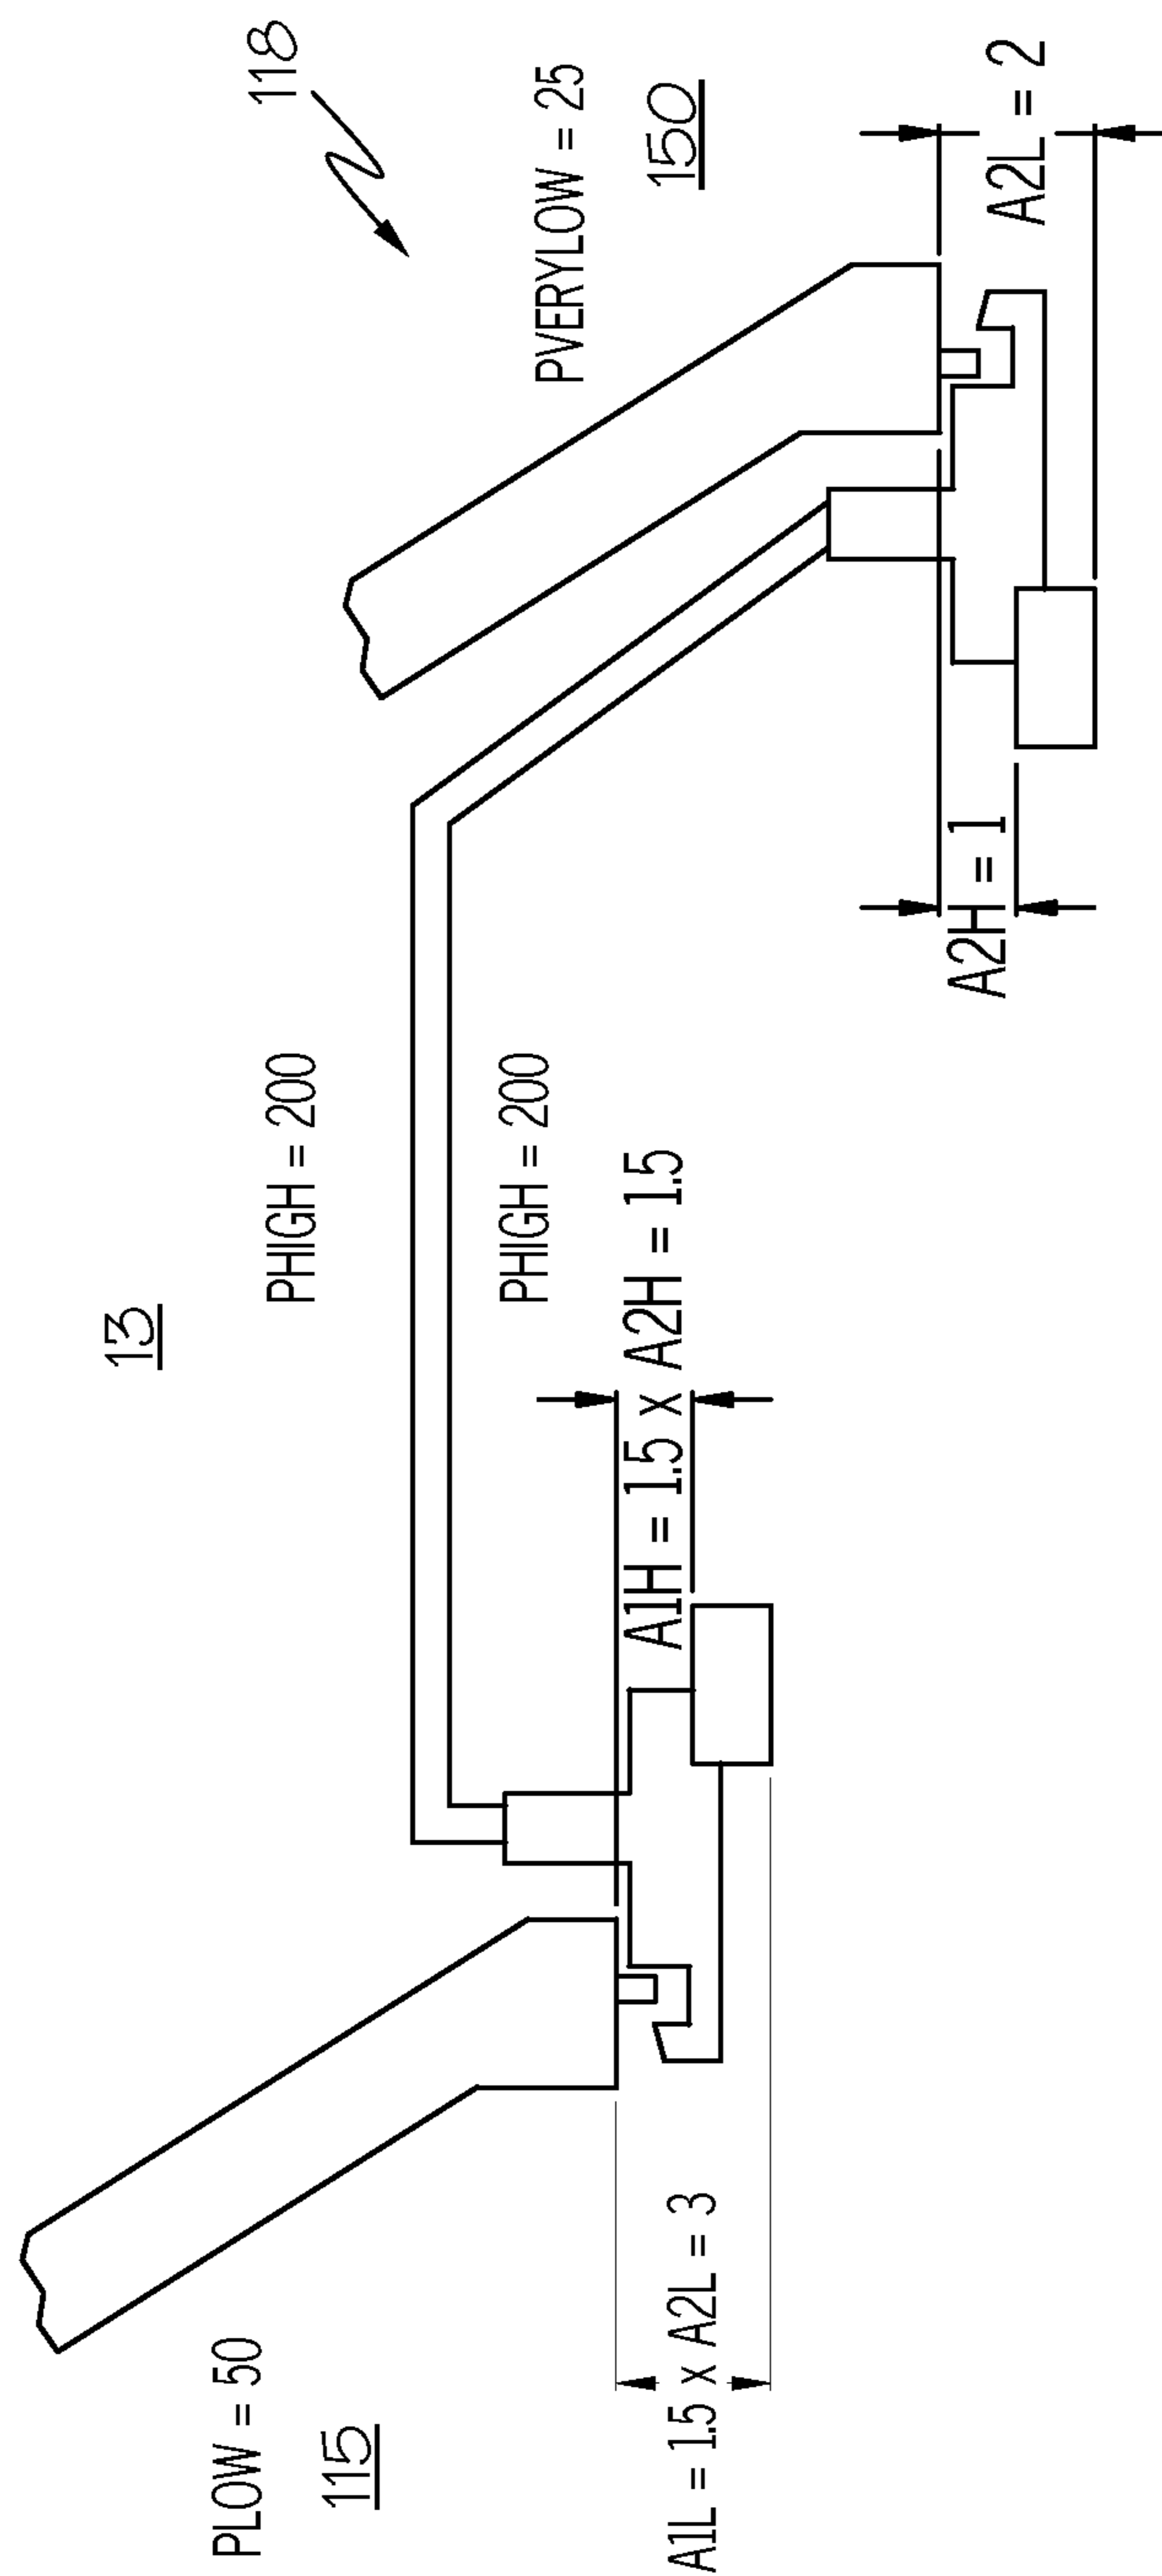 118
13
PHIGH = 200
PVERYLOW = 25
150
PLOW = 50
115
PHIGH = 200
A1H = 1.5 x A2H = 1.5
A1L = 1.5 x A2L = 3
A2H = 1
A2L = 2